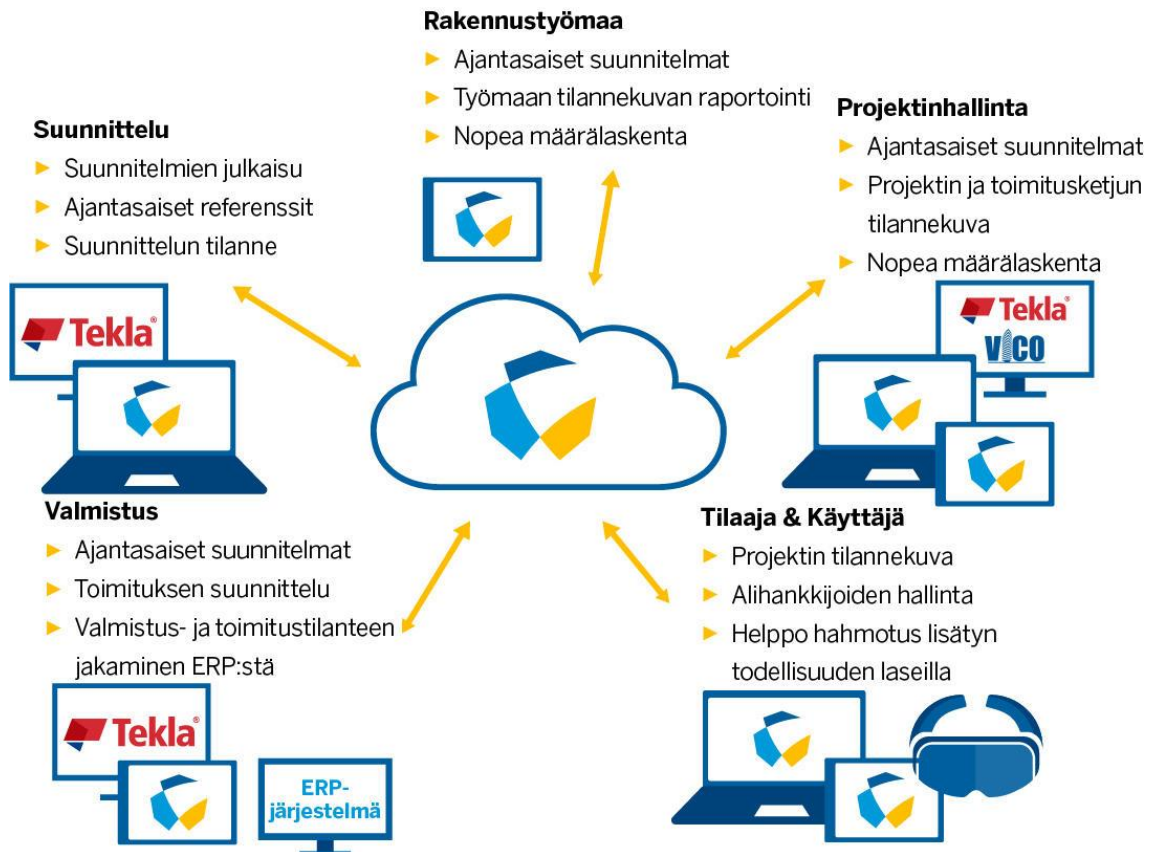 Rakennustyömaa
► Ajantasaiset suunnitelmat
► Työmaan tilannekuvan raportointi
► Nopea määrälaskenta
Suunnittelu
► Suunnitelmien julkaisu
► Ajantasaiset referenssit
► Suunnittelun tilanne
Tekla®
Projektinhallinta
► Ajantasaiset suunnitelmat
► Projektin ja toimitusketjun
tilannekuva
► Nopea määrälaskenta
Tekla®
VICO
Valmistus
► Ajantasaiset suunnitelmat
► Toimituksen suunnittelu
► Valmistus- ja toimitustilanteen
jakaminen ERP:stä
Tekla®
ERP-
järjestelmä
Tilaaja & Käyttäjä
► Projektin tilannekuva
► Alihankkijoiden hallinta
► Helppo hahmotus lisätyn
todellisuuden laseilla